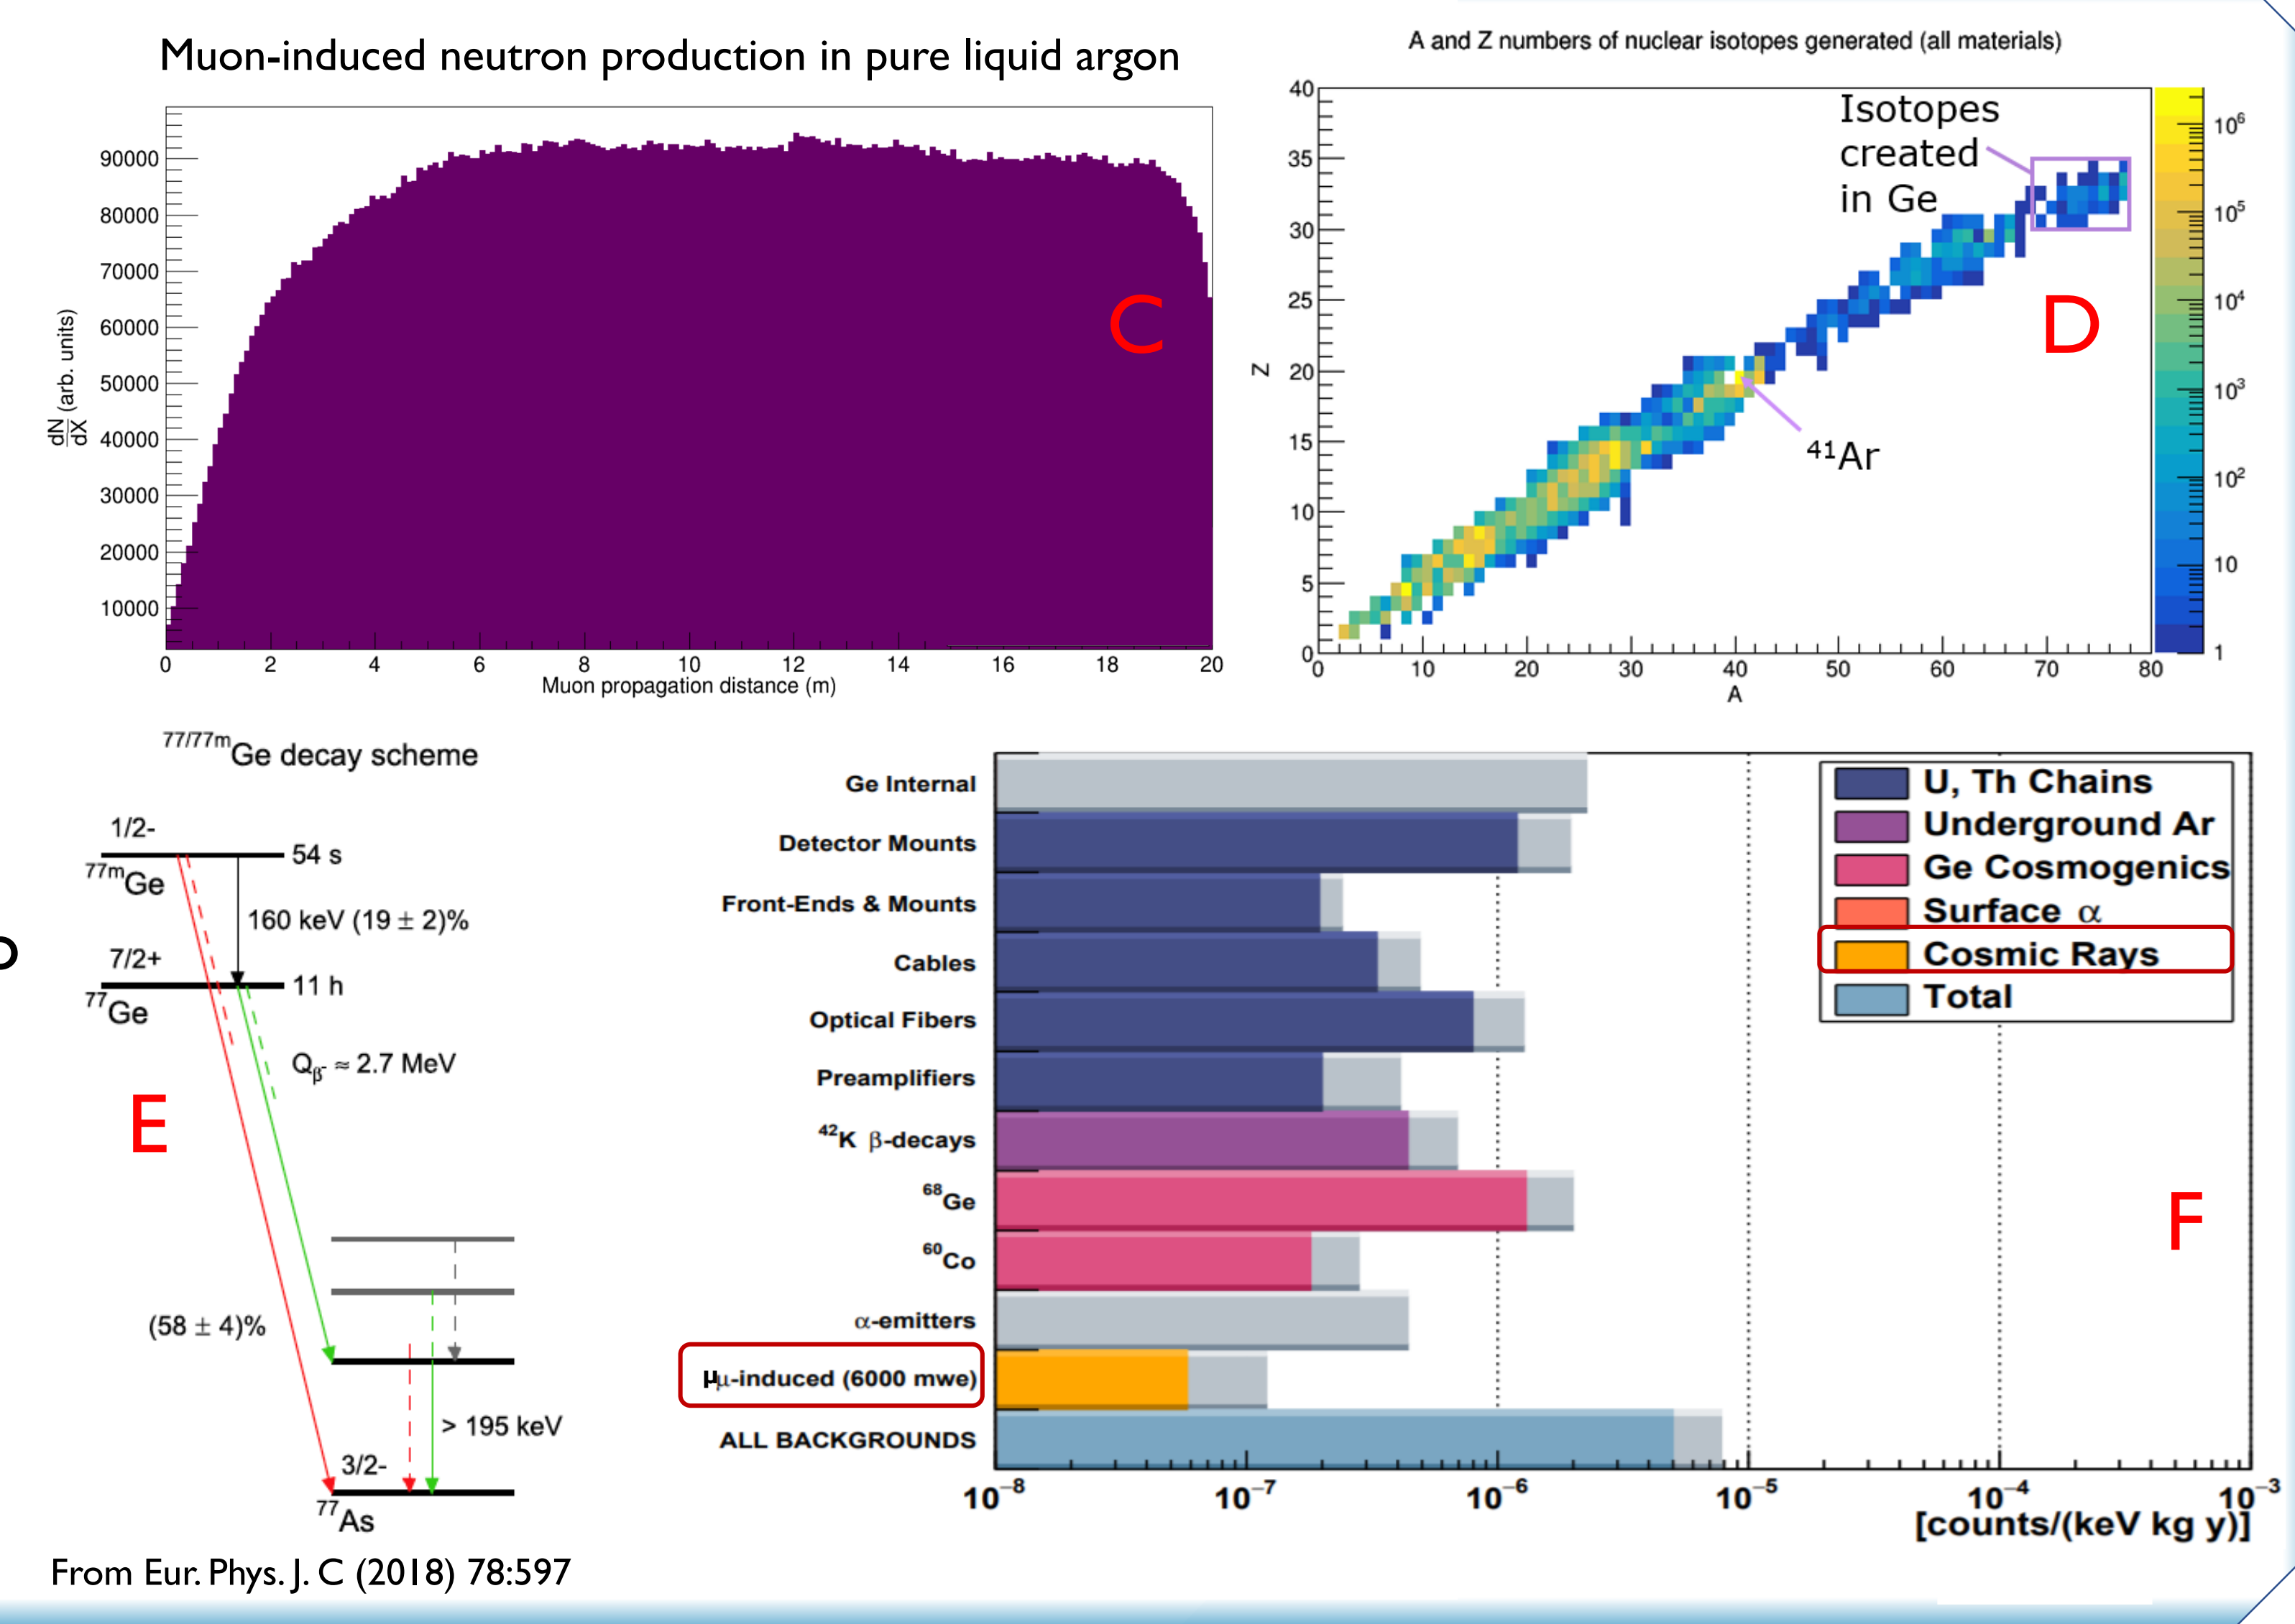 Muon-induced neutron production in pure liquid argon
90000
80000
70000
60000
50000
40000
30000
20000
10000
dN
dX (arb. units)
0 2 4 6 8 10 12 14 16 18 20
Muon propagation distance (m)
C
A and Z numbers of nuclear isotopes generated (all materials)
40
35
30
25
20
15
10
5
0
Z
Isotopes
created
in Ge
⁴¹Ar
D
0 10 20 30 40 50 60 70 80
A
10⁶
10⁵
10⁴
10³
10²
10
1
⁷⁷/⁷⁷ᵐGe decay scheme
1/2-
54 s
⁷⁷ᵐGe
160 keV (19 ± 2)%
7/2+
11 h
⁷⁷Ge
Qβ- ≈ 2.7 MeV
E
(58 ± 4)%
> 195 keV
3/2-
⁷⁷As
From Eur. Phys. J. C (2018) 78:597
Ge Internal
Detector Mounts
Front-Ends & Mounts
Cables
Optical Fibers
Preamplifiers
⁴²K β-decays
⁶⁸Ge
⁶⁰Co
α-emitters
μμ-induced (6000 mwe)
ALL BACKGROUNDS
U, Th Chains
Underground Ar
Ge Cosmogenics
Surface α
Cosmic Rays
Total
F
10⁻⁸ 10⁻⁷ 10⁻⁶ 10⁻⁵ 10⁻⁴ 10⁻³
[counts/(keV kg y)]